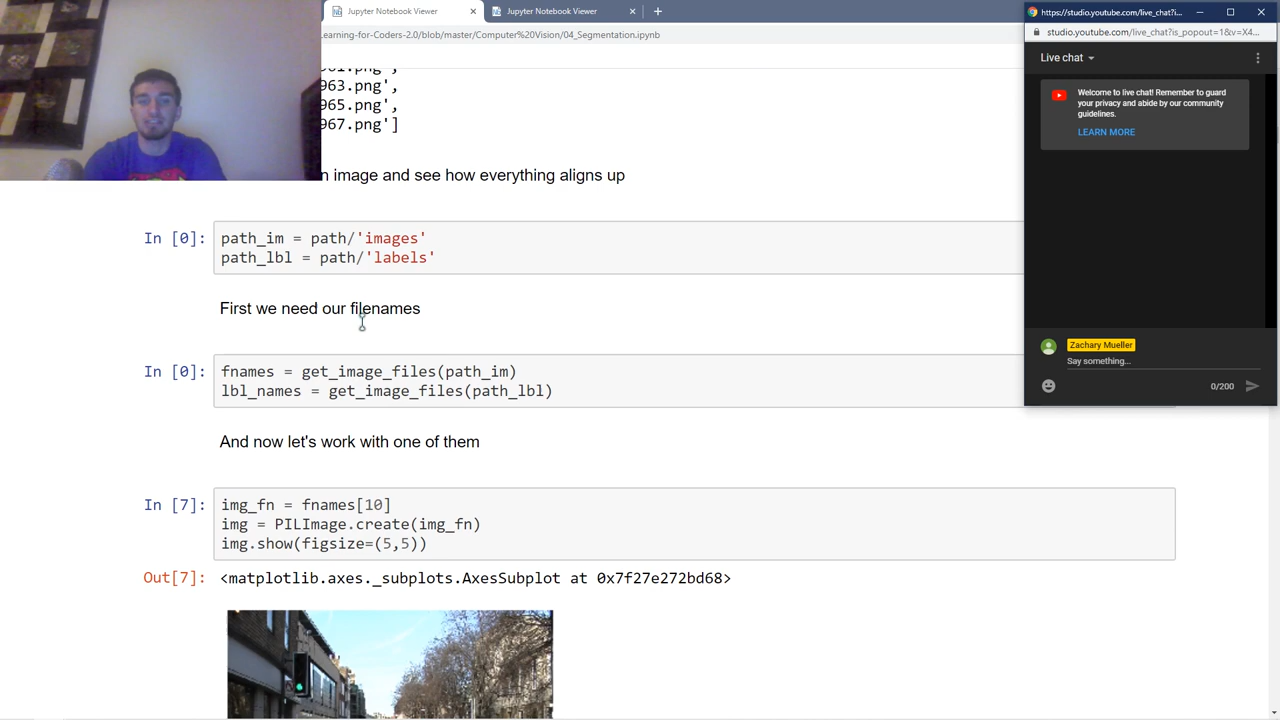 Jupyter Notebook Viewer
Jupyter Notebook Viewer
https://studio.youtube.com/live_chat?i...
earning-for-Coders-2.0/blob/master/Computer%20Vision/04_Segmentation.ipynb
studio.youtube.com/live_chat?is_popout=1&v=X4...
Live chat
Welcome to live chat! Remember to guard
your privacy and abide by our community
guidelines.
LEARN MORE
963.png',
965.png',
967.png']
n image and see how everything aligns up
In [0]:
path_im = path/'images'
path_lbl = path/'labels'
First we need our filenames
In [0]:
fnames = get_image_files(path_im)
lbl_names = get_image_files(path_lbl)
Zachary Mueller
Say something...
0/200
And now let's work with one of them
In [7]:
img_fn = fnames[10]
img = PILImage.create(img_fn)
img.show(figsize=(5,5))
Out[7]:
<matplotlib.axes._subplots.AxesSubplot at 0x7f27e272bd68>